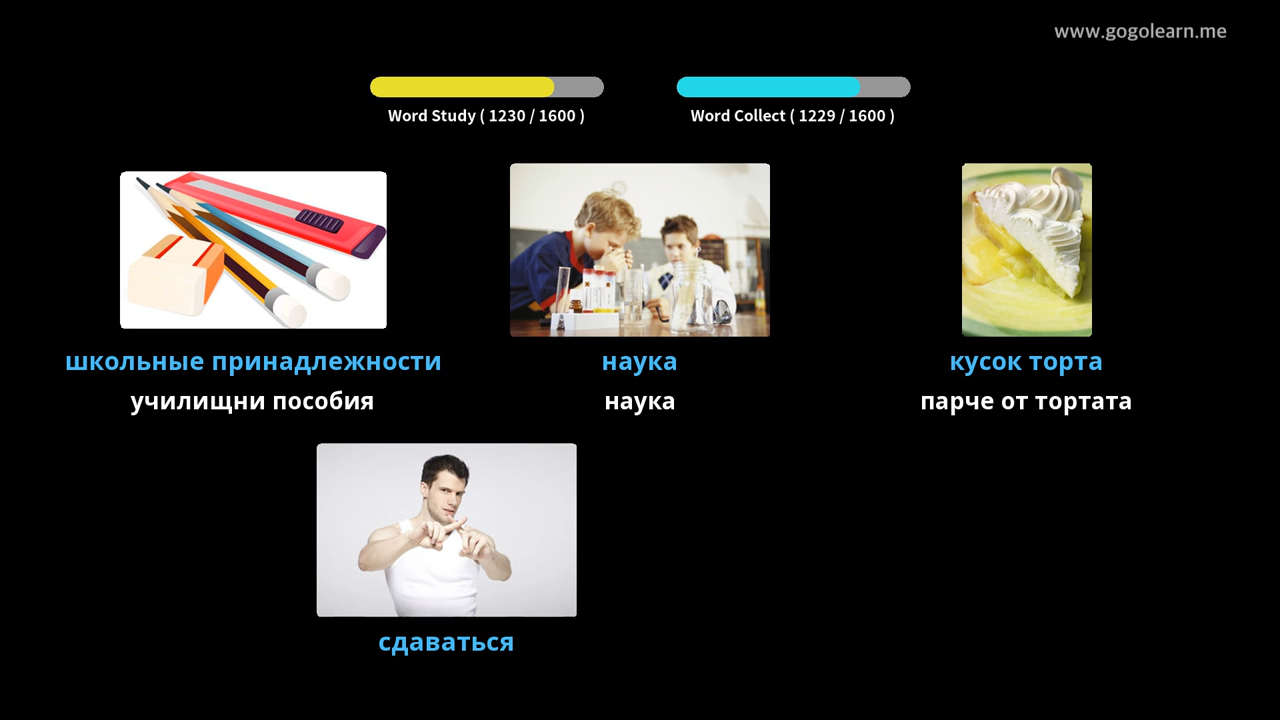 www.gogolearn.me
Word Study ( 1230 / 1600 )
Word Collect ( 1229 / 1600 )
школьные принадлежности
училищни пособия
наука
наука
кусок торта
парче от тортата
сдаваться